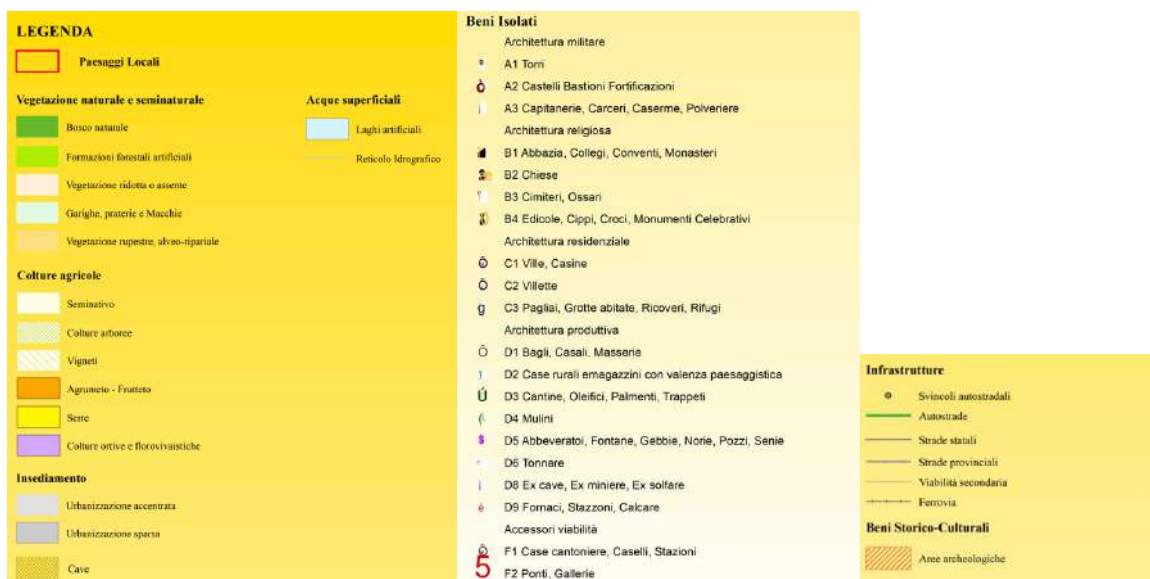 LEGENDA
Paesaggi Locali
Vegetazione naturale e seminaturale
Bosco naturale
Formazioni forestali artificiali
Vegetazione ridotta o assente
Garighe, praterie e Macchie
Vegetazione rupestre, alveo-ripariale
Acque superficiali
Laghi artificiali
Reticolo Idrografico
Colture agricole
Seminativo
Colture arboree
Vigneti
Agrumeto - Frutteto
Serre
Colture ortive e florovivaistiche
Insediamento
Urbanizzazione accentrata
Urbanizzazione sparsa
Cave
Beni Isolati
Architettura militare
A1 Torri
A2 Castelli Bastioni Fortificazioni
A3 Capitanerie, Carceri, Caserme, Polveriere
Architettura religiosa
B1 Abbazia, Collegi, Conventi, Monasteri
B2 Chiese
B3 Cimiteri, Ossari
B4 Edicole, Cippi, Croci, Monumenti Celebrativi
Architettura residenziale
C1 Ville, Casine
C2 Villette
C3 Pagliai, Grotte abitate, Ricoveri, Rifugi
Architettura produttiva
D1 Bagli, Casali, Masserie
D2 Case rurali emagazzini con valenza paesaggistica
D3 Cantine, Oleifici, Palmenti, Trappeti
D4 Mulini
D5 Abbeveratoi, Fontane, Gebbie, Norie, Pozzi, Senie
D6 Tonnare
D8 Ex cave, Ex miniere, Ex solfare
D9 Fornaci, Stazzoni, Calcare
Accessori viabilità
F1 Case cantoniere, Caselli, Stazioni
5 F2 Ponti, Gallerie
Infrastrutture
Svincoli autostradali
Autostrade
Strade statali
Strade provinciali
Viabilità secondaria
Ferrovia
Beni Storico-Culturali
Aree archeologiche